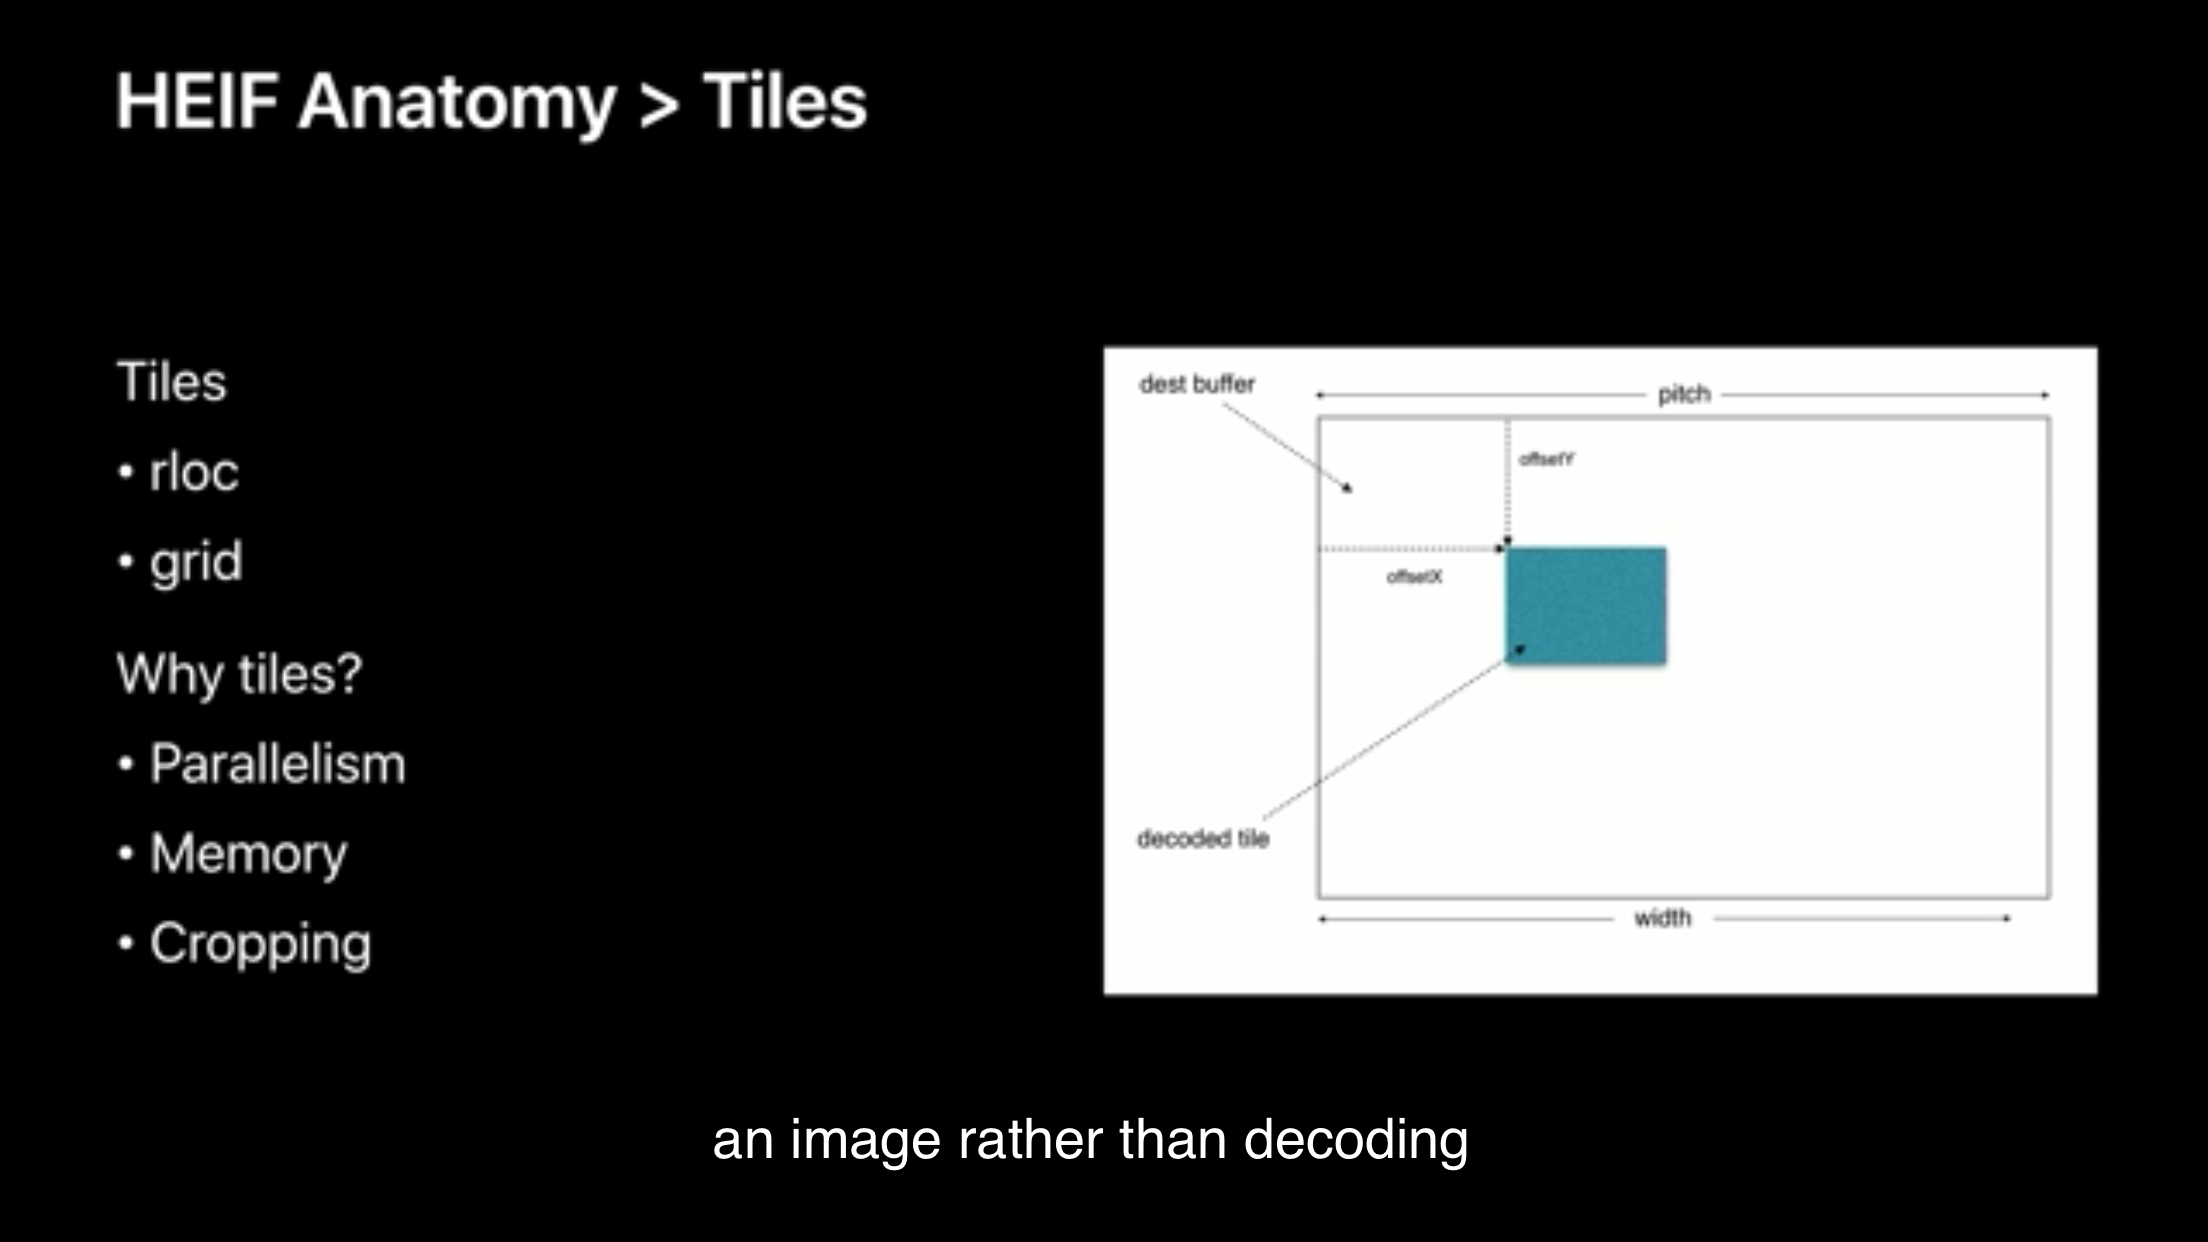 HEIF Anatomy > Tiles
Tiles
• rloc
• grid
Why tiles?
• Parallelism
• Memory
• Cropping
dest buffer
pitch
offsetY
offsetX
decoded tile
width
an image rather than decoding